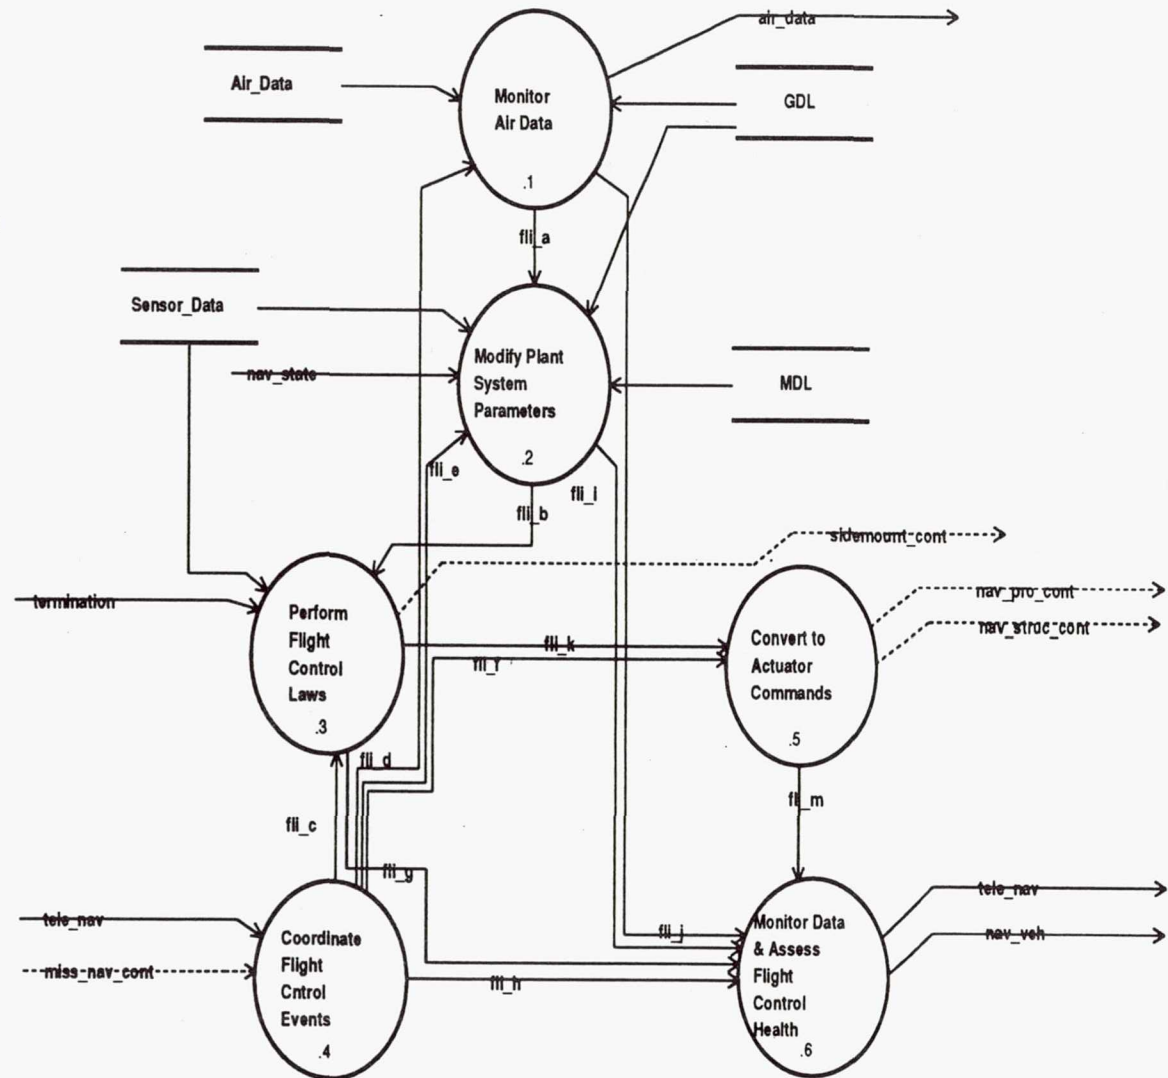 air_data
Air_Data
Monitor
Air Data
.1
GDL
fli_a
Sensor_Data
nav_state
Modify Plant
System
Parameters
.2
MDL
fli_e
fli_i
fli_b
sidemount_cont
termination
Perform
Flight
Control
Laws
.3
fli_k
fli_f
Convert to
Actuator
Commands
.5
nav_pro_cont
nav_struc_cont
fli_d
fli_m
fli_c
fli_g
tele_nav
miss_nav_cont
Coordinate
Flight
Cntrol
Events
.4
fli_j
fli_h
Monitor Data
& Assess
Flight
Control
Health
.6
tele_nav
nav_veh